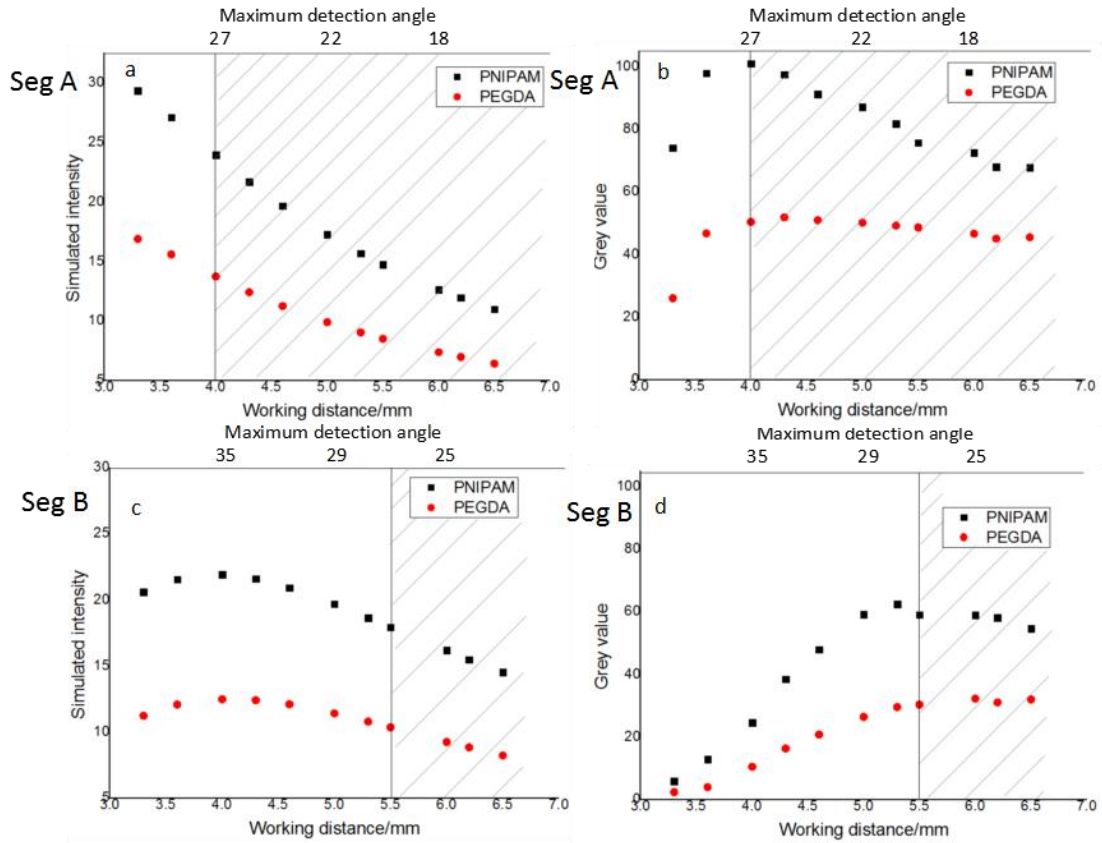 Maximum detection angle
27 22 18
Seg A
a
PNIPAM
PEGDA
30
25
20
15
10
5
Simulated intensity
3.0 3.5 4.0 4.5 5.0 5.5 6.0 6.5 7.0
Working distance/mm
Maximum detection angle
27 22 18
Seg A
b
PNIPAM
PEGDA
100
80
60
40
20
0
Grey value
3.0 3.5 4.0 4.5 5.0 5.5 6.0 6.5 7.0
Working distance/mm
Maximum detection angle
35 29 25
Seg B
c
PNIPAM
PEGDA
30
25
20
15
10
5
Simulated intensity
3.0 3.5 4.0 4.5 5.0 5.5 6.0 6.5 7.0
Working distance/mm
Maximum detection angle
35 29 25
Seg B
d
PNIPAM
PEGDA
100
80
60
40
20
0
Grey value
3.0 3.5 4.0 4.5 5.0 5.5 6.0 6.5 7.0
Working distance/mm